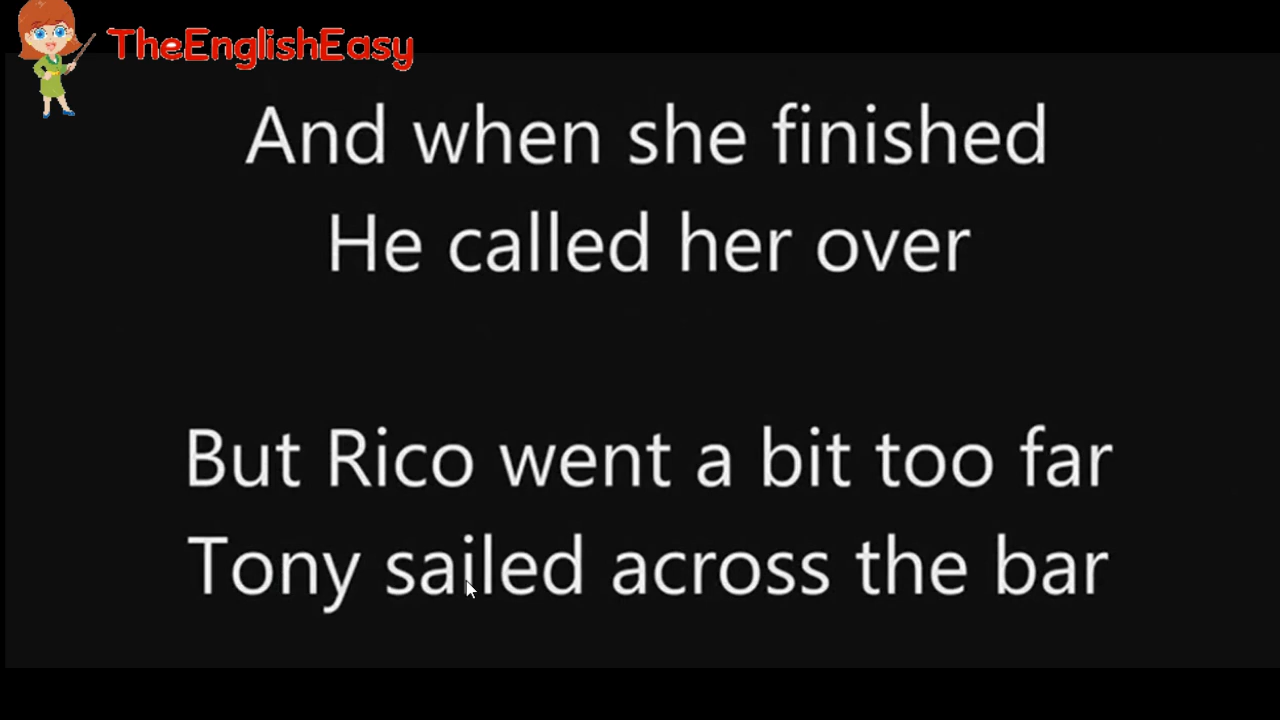 TheEnglishEasy
And when she finished
He called her over
But Rico went a bit too far
Tony sailed across the bar